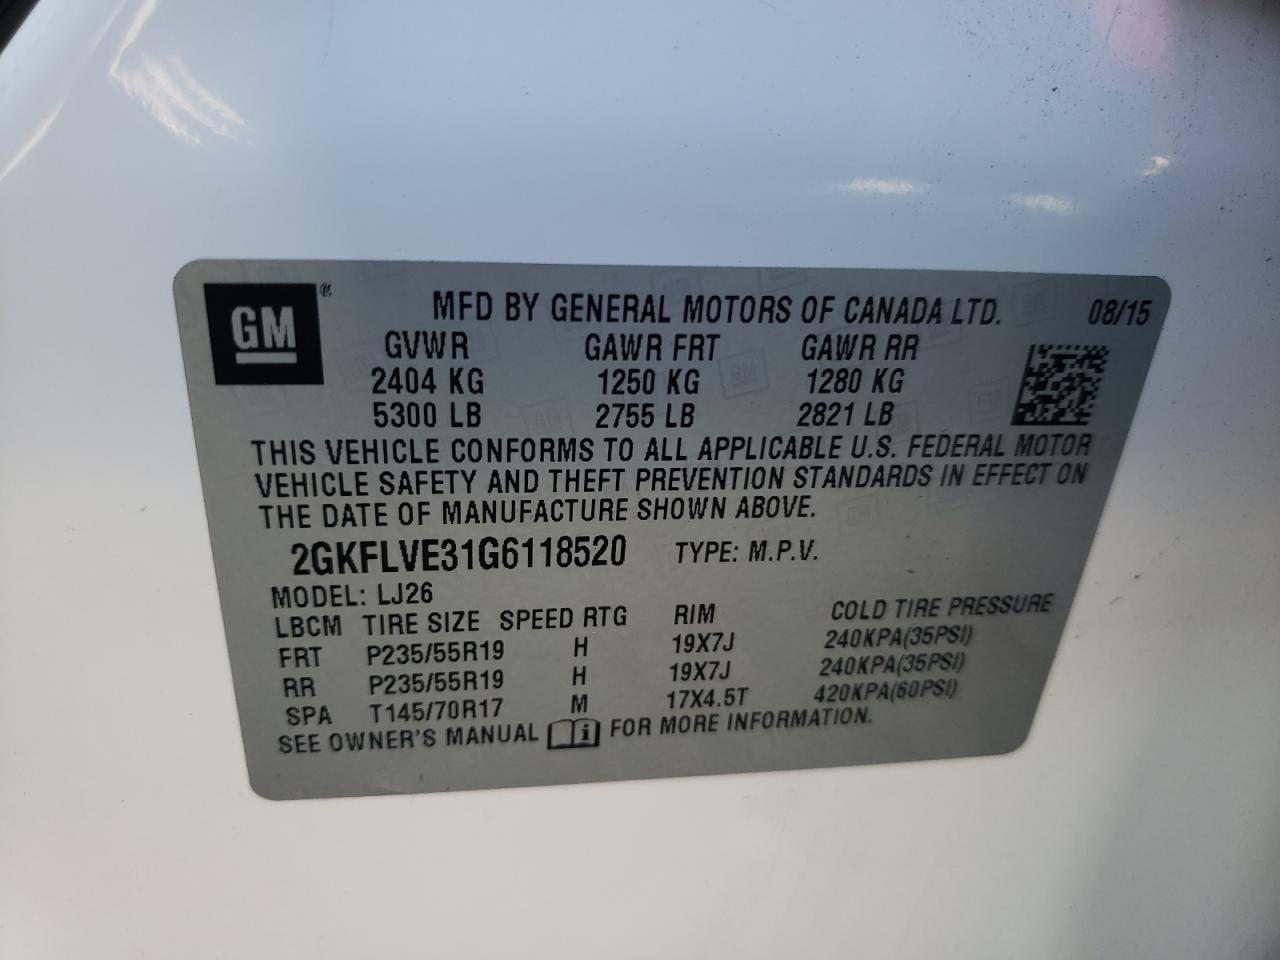 GM
MFD BY GENERAL MOTORS OF CANADA LTD. 08/15
GVWR GAWR FRT GAWR RR
2404 KG 1250 KG 1280 KG
5300 LB 2755 LB 2821 LB
THIS VEHICLE CONFORMS TO ALL APPLICABLE U.S. FEDERAL MOTOR
VEHICLE SAFETY AND THEFT PREVENTION STANDARDS IN EFFECT ON
THE DATE OF MANUFACTURE SHOWN ABOVE.
2GKFLVE31G6118520 TYPE: M.P.V.
MODEL: LJ26
LBCM TIRE SIZE SPEED RTG RIM COLD TIRE PRESSURE
FRT P235/55R19 H 19X7J 240KPA(35PSI)
RR P235/55R19 H 19X7J 240KPA(35PSI)
SPA T145/70R17 M 17X4.5T 420KPA(60PSI)
SEE OWNER'S MANUAL i FOR MORE INFORMATION.